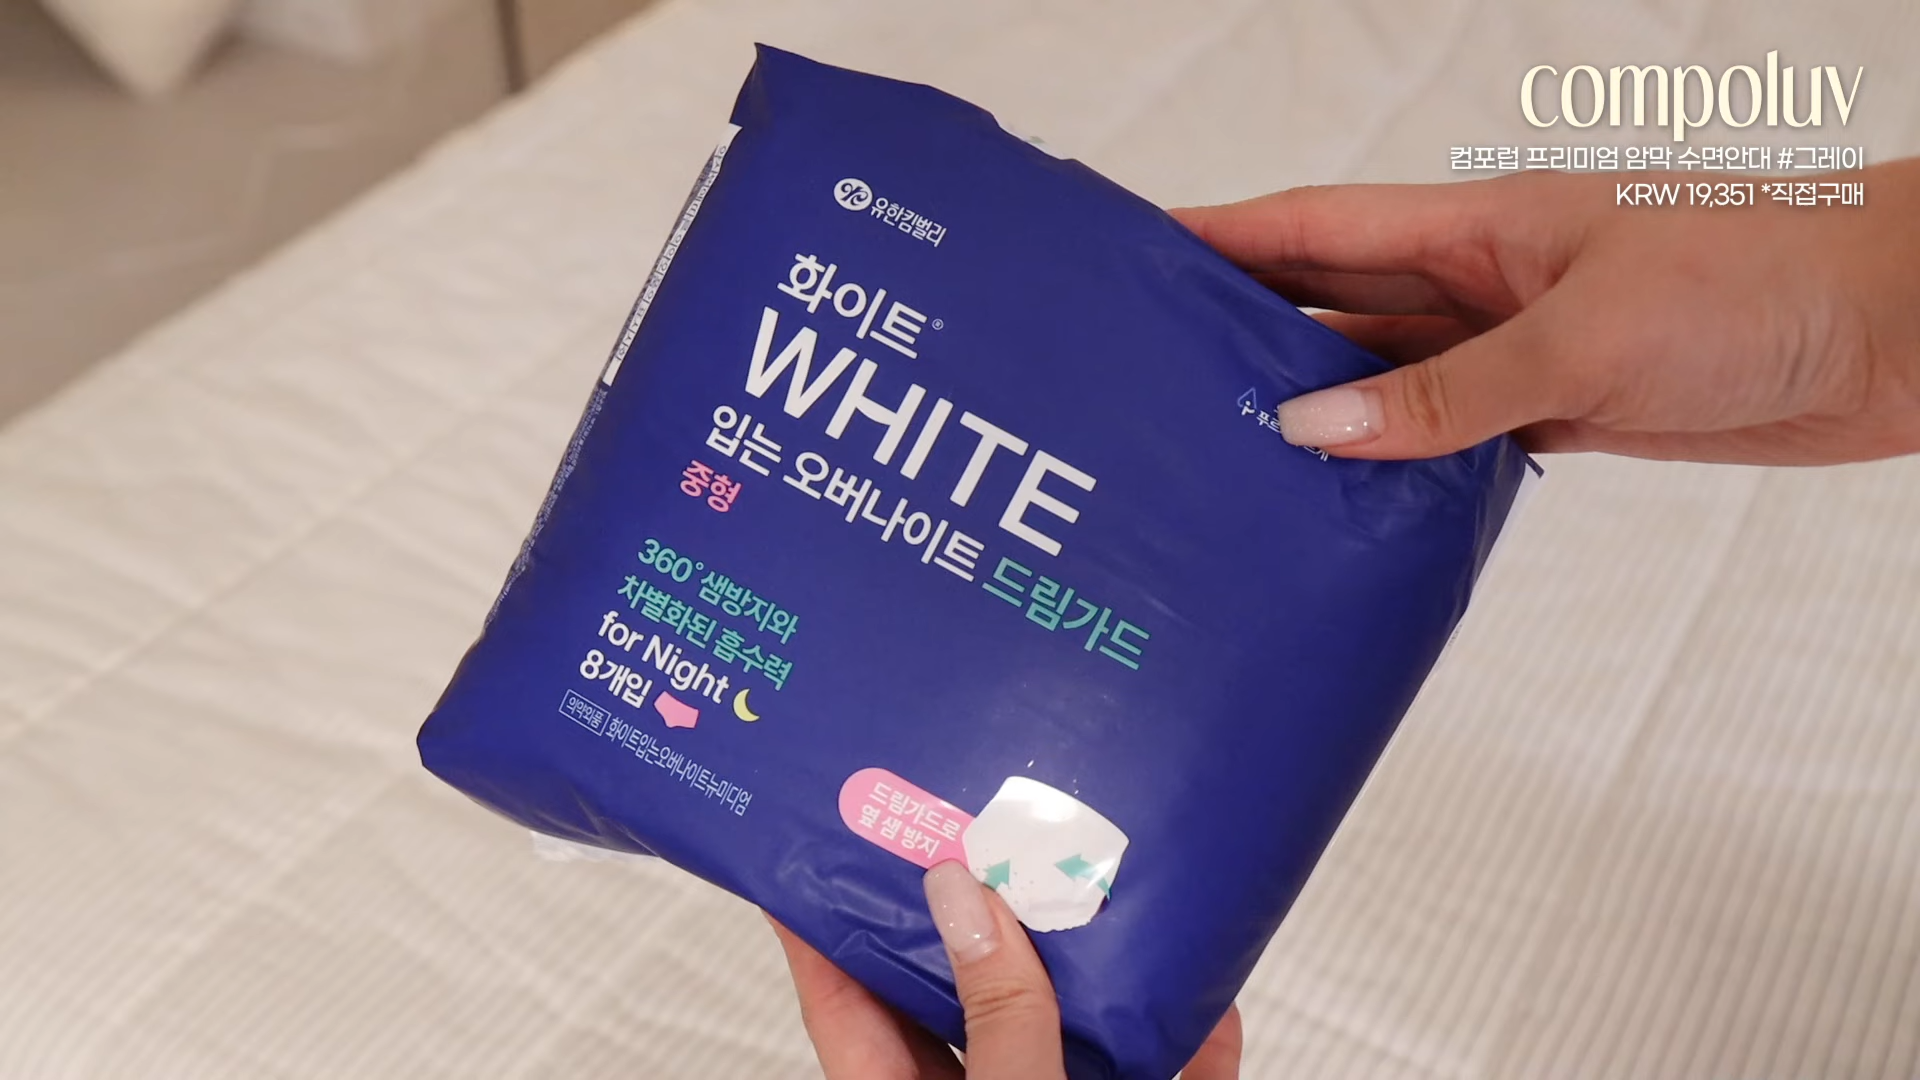 compoluv
컴포럽 프리미엄 암막 수면안대 #그레이
KRW 19,351 *직접구매
유한킴벌리
화이트®
WHITE
입는 오버나이트 드림가드
중형
360° 샘방지와
차별화된 흡수력
for Night
8개입
의약외품 화이트입는오버나이트뉴미디엄
드림가드로
옆 샘 방지